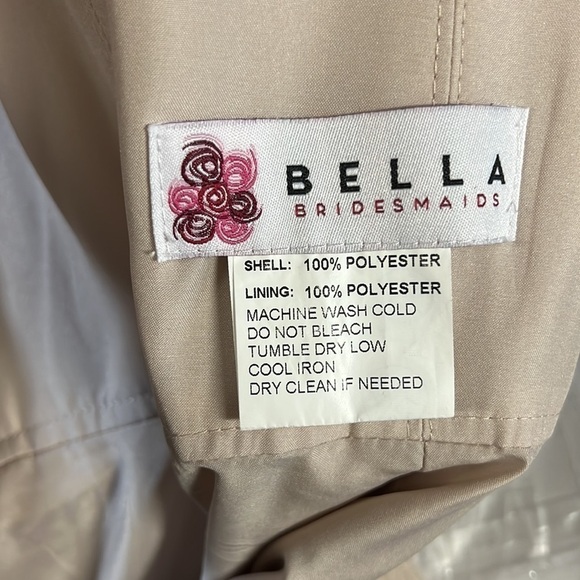 BELLA
BRIDESMAIDS
SHELL: 100% POLYESTER
LINING: 100% POLYESTER
MACHINE WASH COLD
DO NOT BLEACH
TUMBLE DRY LOW
COOL IRON
DRY CLEAN IF NEEDED